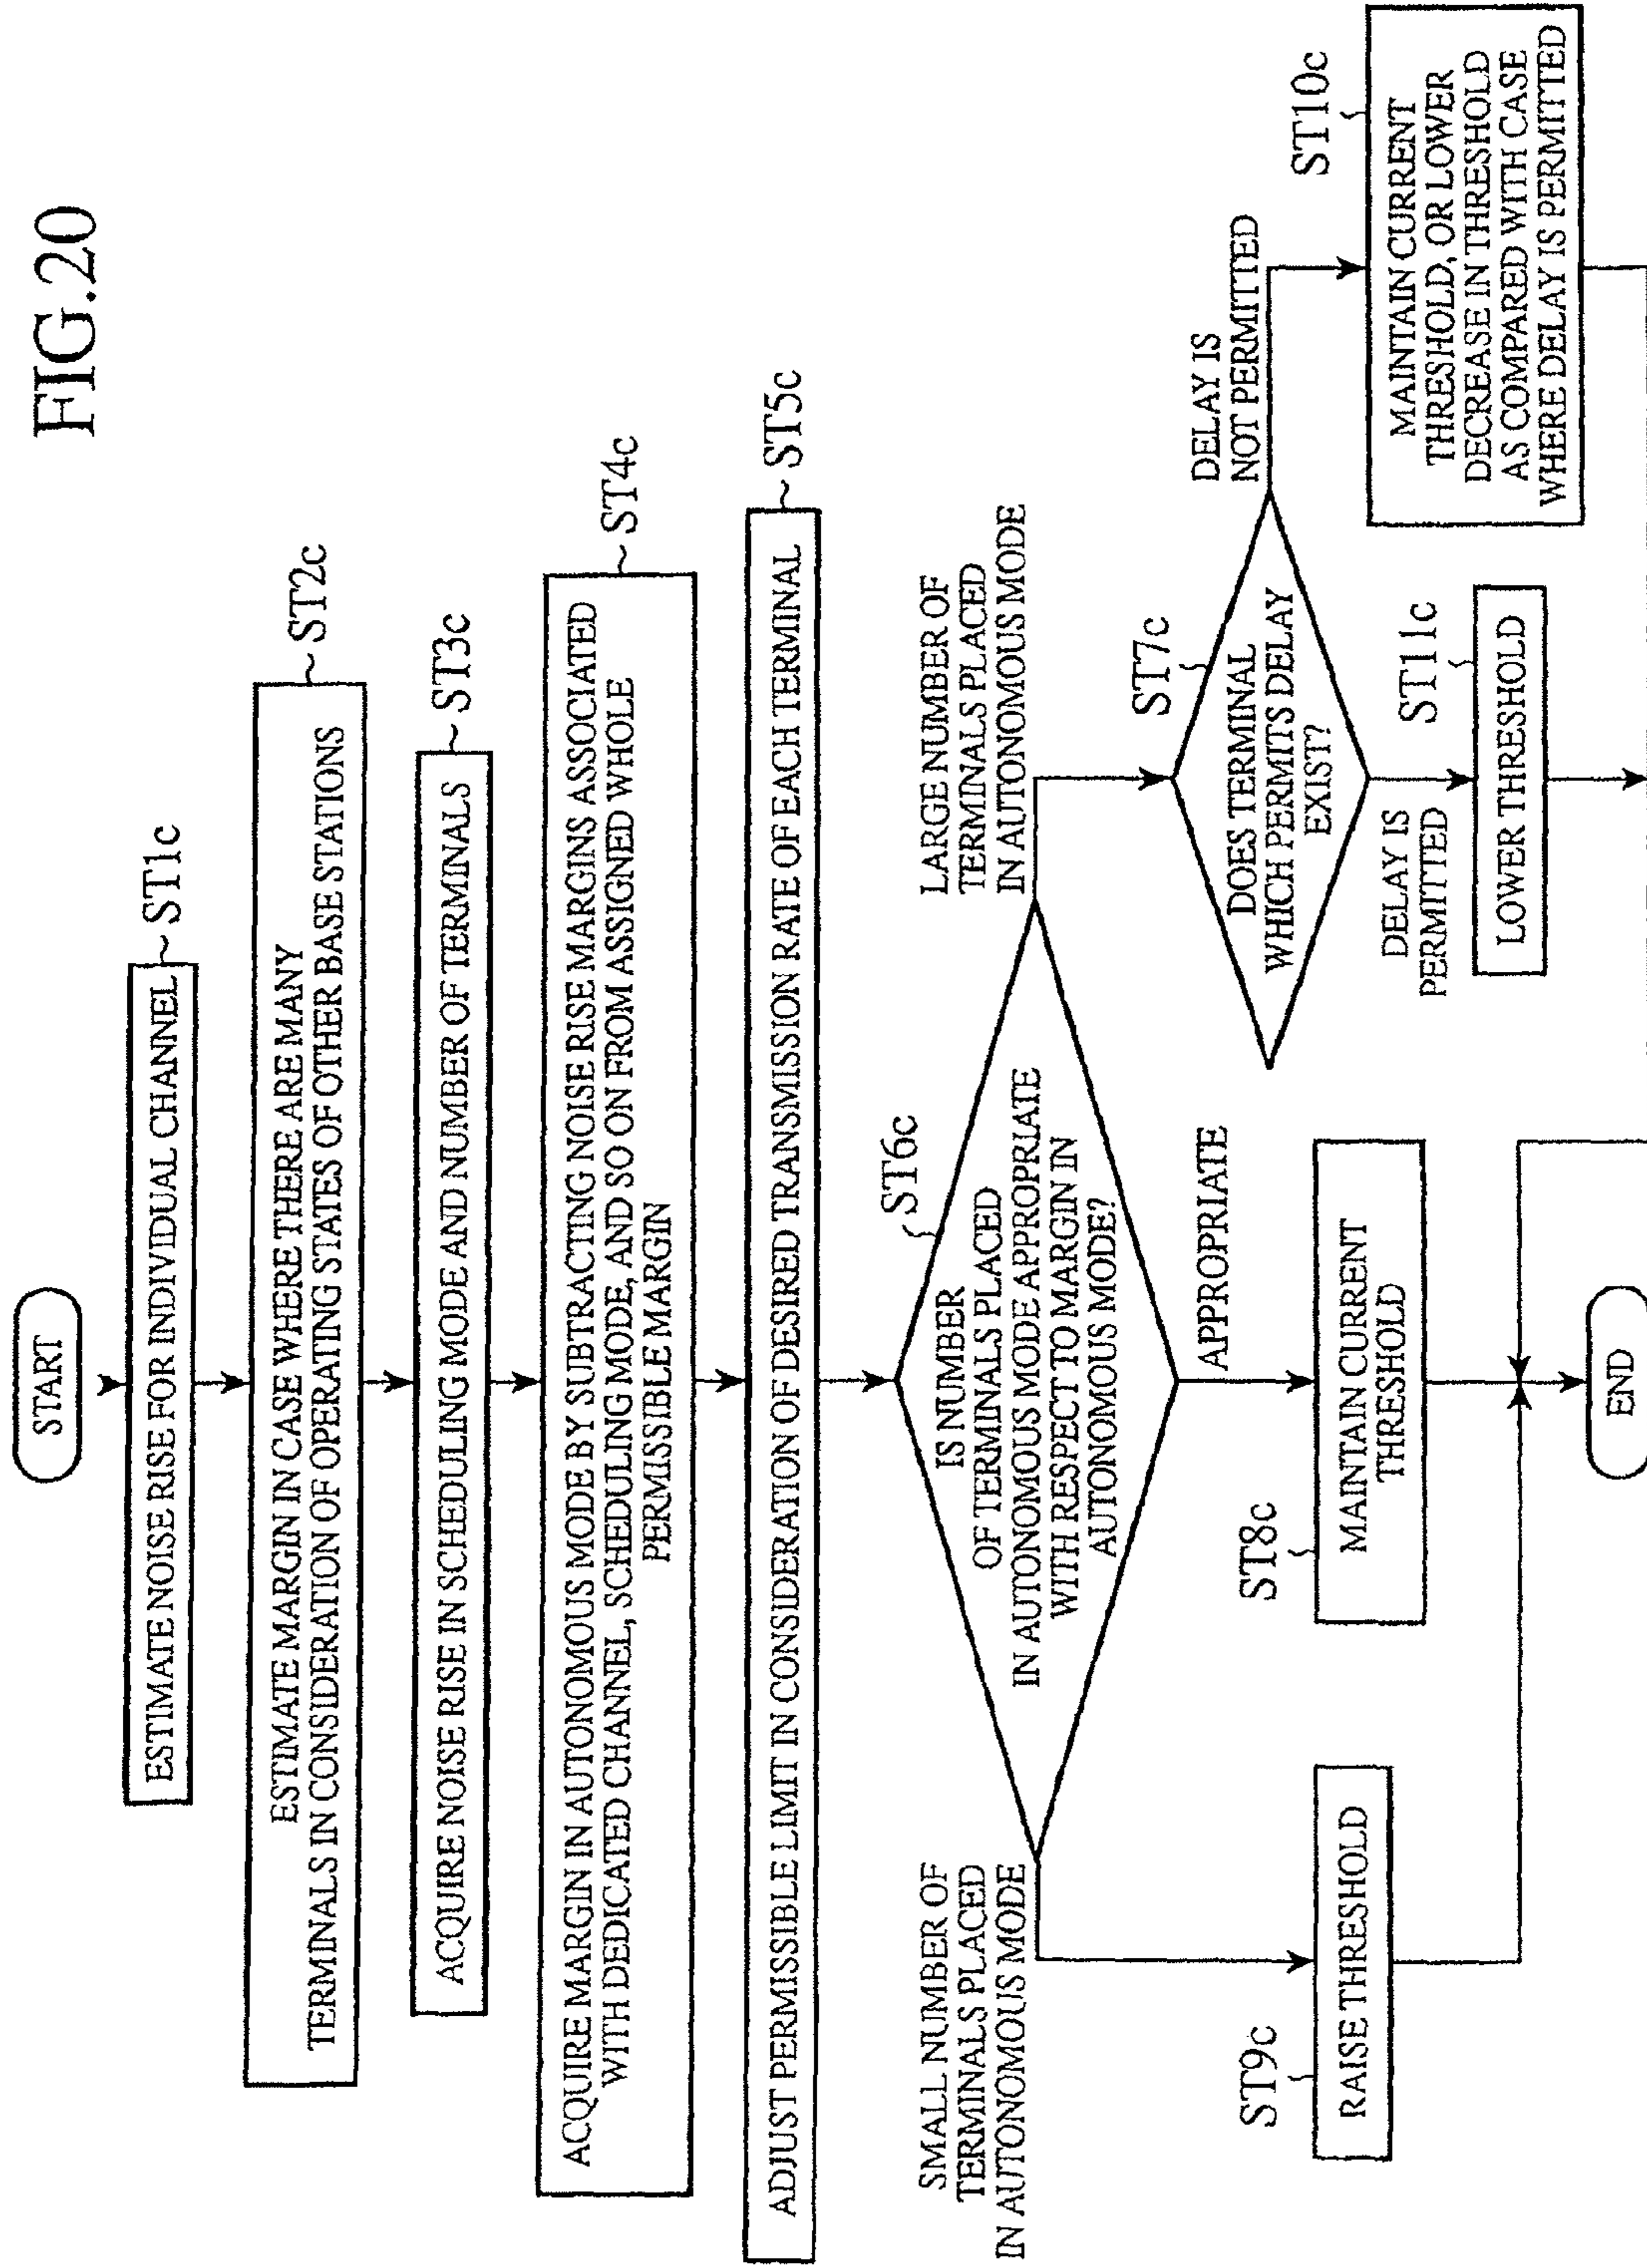 FIG.20
START
ESTIMATE NOISE RISE FOR INDIVIDUAL CHANNEL
ST1c
ESTIMATE MARGIN IN CASE WHERE THERE ARE MANY
TERMINALS IN CONSIDERATION OF OPERATING STATES OF OTHER BASE STATIONS
ST2c
ACQUIRE NOISE RISE IN SCHEDULING MODE AND NUMBER OF TERMINALS
ST3c
ACQUIRE MARGIN IN AUTONOMOUS MODE BY SUBTRACTING NOISE RISE MARGINS ASSOCIATED
WITH DEDICATED CHANNEL, SCHEDULING MODE, AND SO ON FROM ASSIGNED WHOLE
PERMISSIBLE MARGIN
ST4c
ADJUST PERMISSIBLE LIMIT IN CONSIDERATION OF DESIRED TRANSMISSION RATE OF EACH TERMINAL
ST5c
ST6c
IS NUMBER
OF TERMINALS PLACED
IN AUTONOMOUS MODE APPROPRIATE
WITH RESPECT TO MARGIN IN
AUTONOMOUS MODE?
SMALL NUMBER OF
TERMINALS PLACED
IN AUTONOMOUS MODE
LARGE NUMBER OF
TERMINALS PLACED
IN AUTONOMOUS MODE
APPROPRIATE
ST7c
DOES TERMINAL
WHICH PERMITS DELAY
EXIST?
DELAY IS
NOT PERMITTED
DELAY IS
PERMITTED
ST9c
RAISE THRESHOLD
ST8c
MAINTAIN CURRENT
THRESHOLD
ST11c
LOWER THRESHOLD
ST10c
MAINTAIN CURRENT
THRESHOLD, OR LOWER
DECREASE IN THRESHOLD
AS COMPARED WITH CASE
WHERE DELAY IS PERMITTED
END